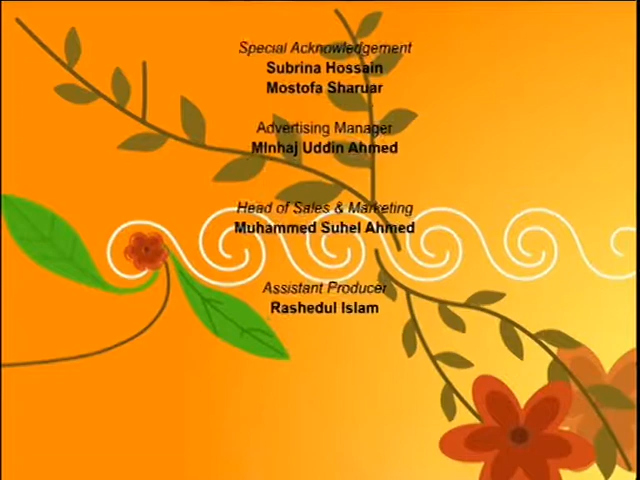 Special Acknowledgement
Subrina Hossain
Mostofa Sharuar
Advertising Manager
MInhaj Uddin Ahmed
Head of Sales & Marketing
Muhammed Suhel Ahmed
Assistant Producer
Rashedul Islam